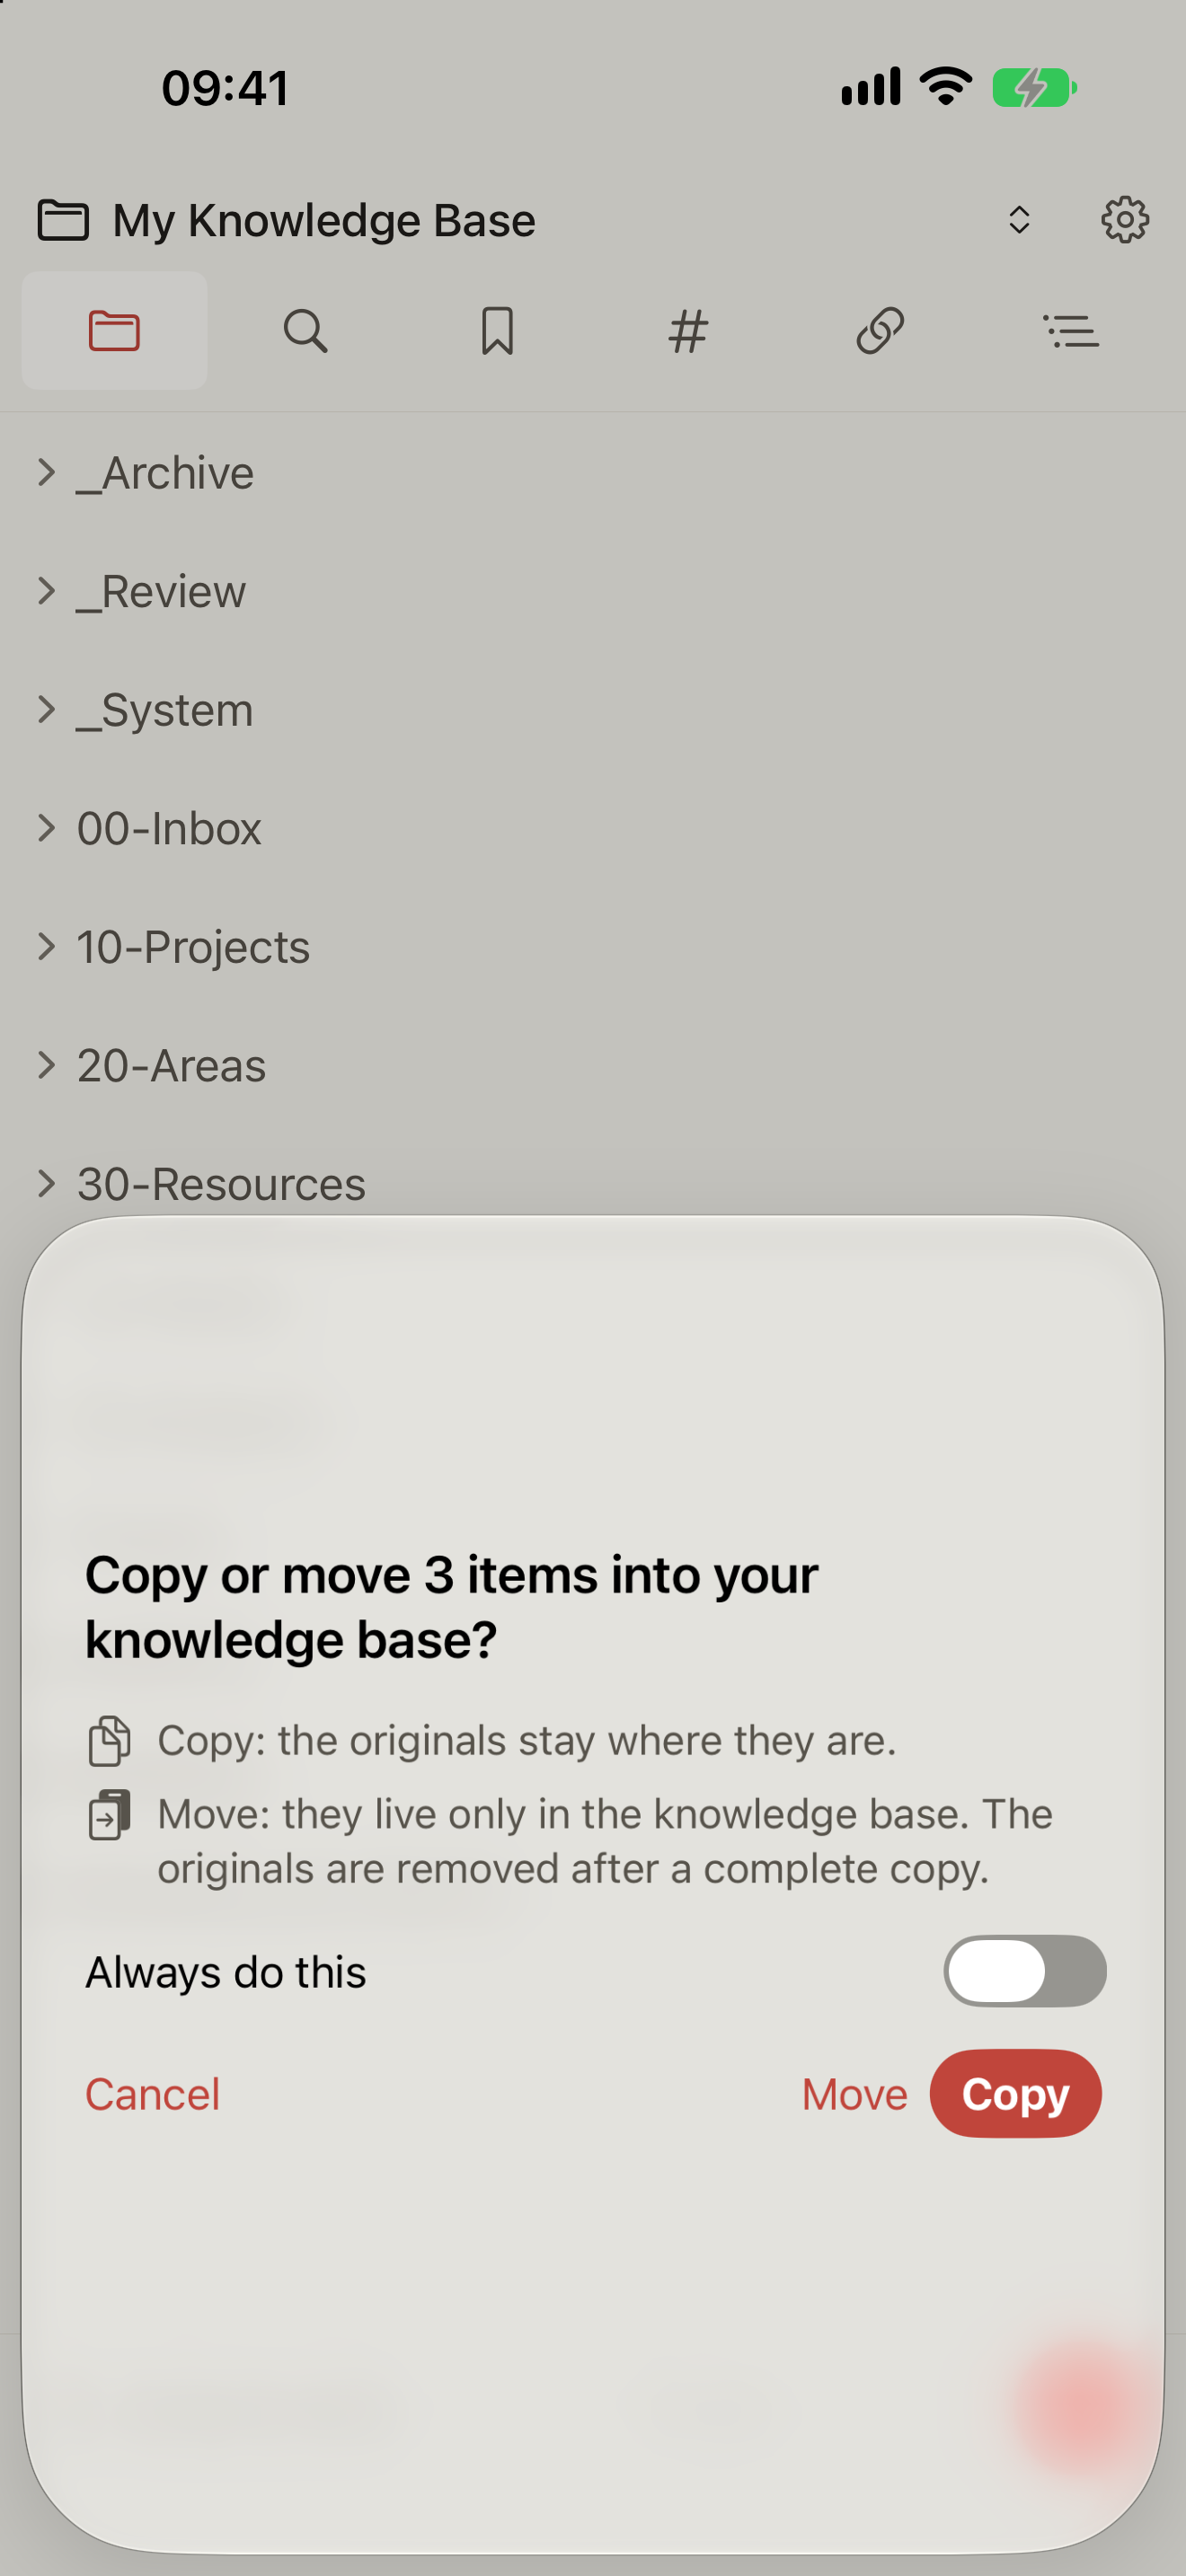 09:41
My Knowledge Base
#
_Archive
_Review
_System
00-Inbox
10-Projects
20-Areas
30-Resources
Copy or move 3 items into your
knowledge base?
Copy: the originals stay where they are.
Move: they live only in the knowledge base. The
originals are removed after a complete copy.
Always do this
Cancel
Move
Copy